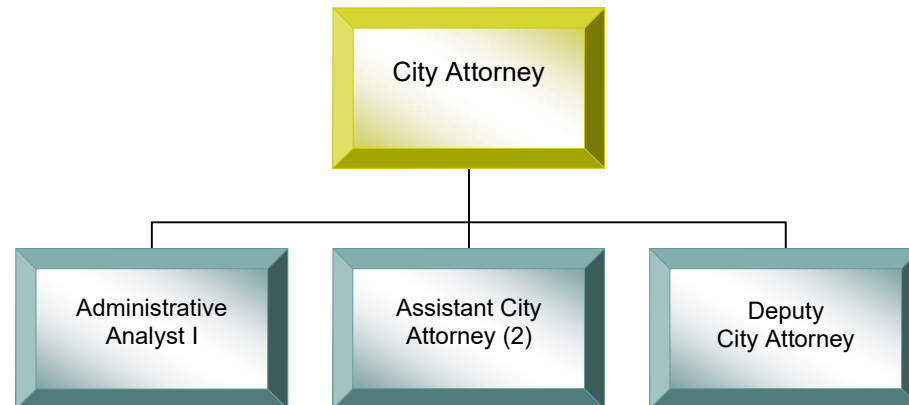 City Attorney
Administrative
Analyst I
Assistant City
Attorney (2)
Deputy
City Attorney